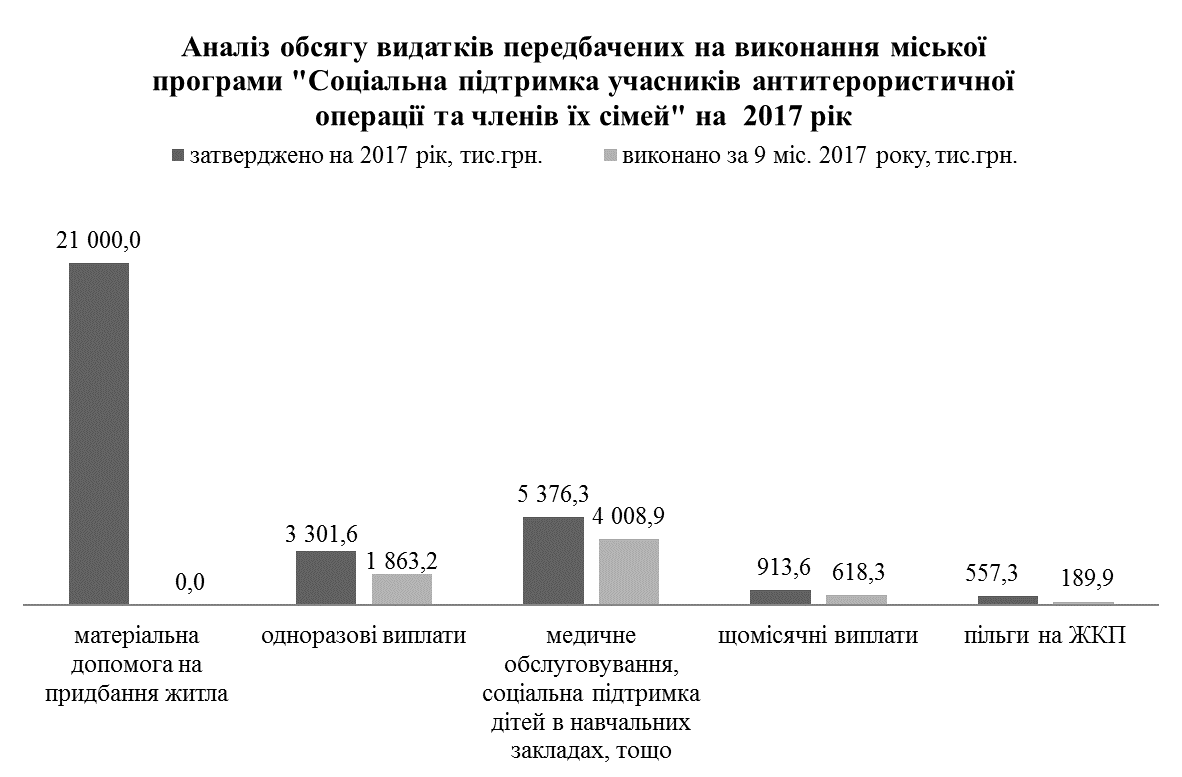 Аналіз обсягу видатків передбачених на виконання міської
програми "Соціальна підтримка учасників антитерористичної
операції та членів їх сімей" на 2017 рік
затверджено на 2017 рік, тис.грн.
виконано за 9 міс. 2017 року, тис.грн.
21 000,0
0,0
3 301,6
1 863,2
5 376,3
4 008,9
913,6
618,3
557,3
189,9
матеріальна
допомога на
придбання житла
одноразові виплати
медичне
обслуговування,
соціальна підтримка
дітей в навчальних
закладах, тощо
щомісячні виплати
пільги на ЖКП